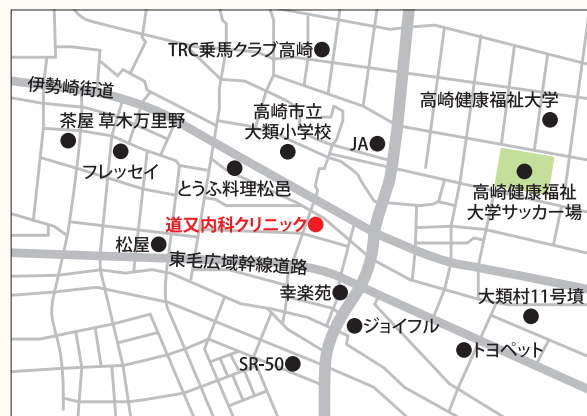 TRC乗馬クラブ高崎
伊勢崎街道
高崎健康福祉大学
茶屋 草木万里野
高崎市立
大類小学校
JA
フレッセイ
とうふ料理松邑
高崎健康福祉
大学サッカー場
道又内科クリニック
松屋
東毛広域幹線道路
幸楽苑
大類村11号墳
ジョイフル
トヨペット
SR-50